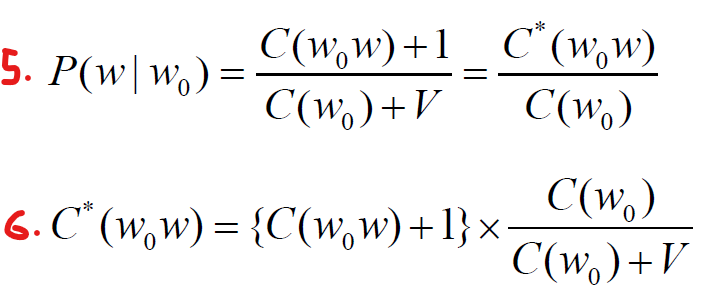 5. P(w | w₀) = (C(w₀w) + 1) / (C(w₀) + V) = C*(w₀w) / C(w₀)
6. C*(w₀w) = {C(w₀w) + 1} × C(w₀) / (C(w₀) + V)